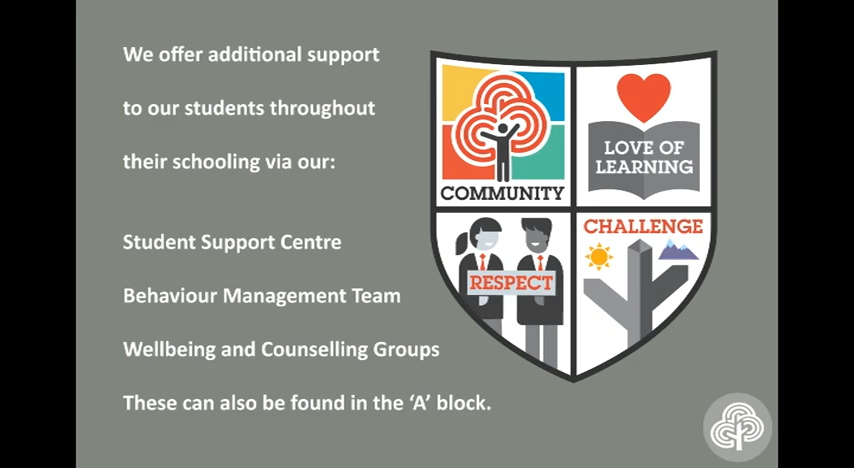 We offer additional support
to our students throughout
their schooling via our:
Student Support Centre
Behaviour Management Team
Wellbeing and Counselling Groups
These can also be found in the ‘A’ block.
COMMUNITY
LOVE OF
LEARNING
RESPECT
CHALLENGE